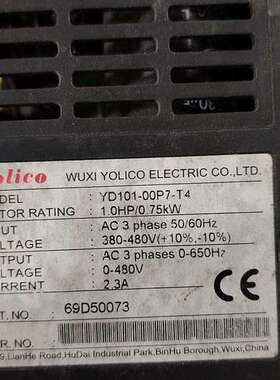 olico WUXI YOLICO ELECTRIC CO.,LTD.
DEL : YD101-00P7-T4
TOR RATING : 1.0HP/0.75kW
UT : AC 3 phase 50/60Hz
LTAGE : 380-480V(+10%,-10%)
TPUT : AC 3 phases 0-650Hz
LTAGE : 0-480V
RENT : 2.3A
T. NO. : 69D50073
R. NO. :
9,LianHe Road,HuDai Industrial Park,BinHu Borough,Wuxi,China
CE